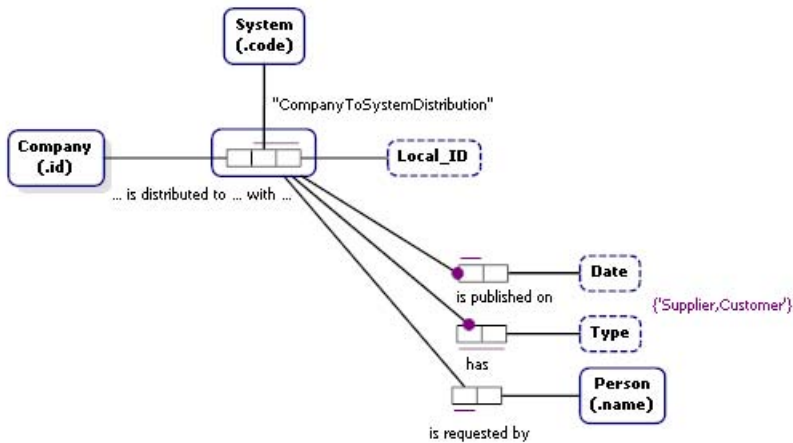 System
(.code)
"CompanyToSystemDistribution"
Company
(.id)
Local_ID
... is distributed to ... with ...
Date
is published on
{'Supplier,Customer'}
Type
has
Person
(.name)
is requested by